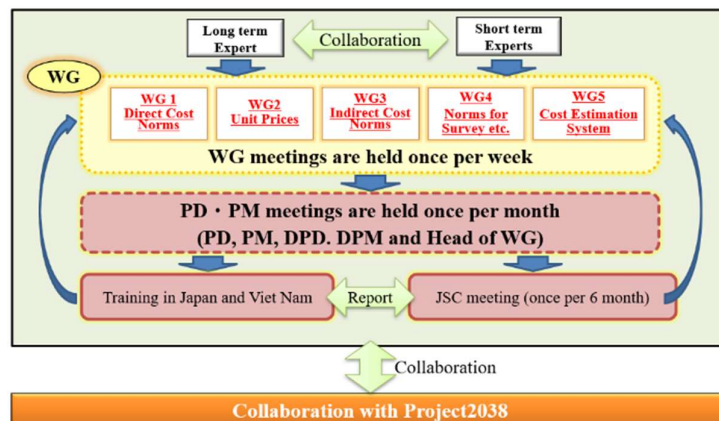 Long term
Expert
Collaboration
Short term
Experts
WG
WG 1
Direct Cost
Norms
WG2
Unit Prices
WG3
Indirect Cost
Norms
WG4
Norms for
Survey etc.
WG5
Cost Estimation
System
WG meetings are held once per week
PD・PM meetings are held once per month
(PD, PM, DPD. DPM and Head of WG)
Training in Japan and Viet Nam
Report
JSC meeting (once per 6 month)
Collaboration
Collaboration with Project2038